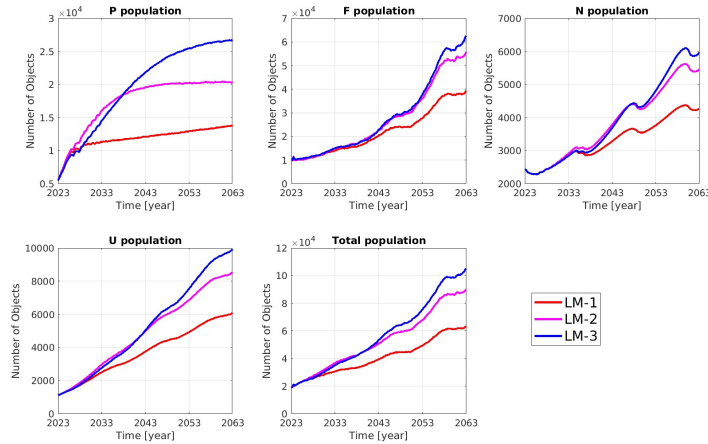 P population
×10⁴
3
2.5
2
1.5
1
0.5
Number of Objects
2023 2033 2043 2053 2063
Time [year]
F population
×10⁴
7
6
5
4
3
2
1
0
Number of Objects
2023 2033 2043 2053 2063
Time [year]
N population
7000
6000
5000
4000
3000
2000
Number of Objects
2023 2033 2043 2053 2063
Time [year]
U population
10000
8000
6000
4000
2000
0
Number of Objects
2023 2033 2043 2053 2063
Time [year]
Total population
×10⁴
12
10
8
6
4
2
0
Number of Objects
2023 2033 2043 2053 2063
Time [year]
LM-1
LM-2
LM-3